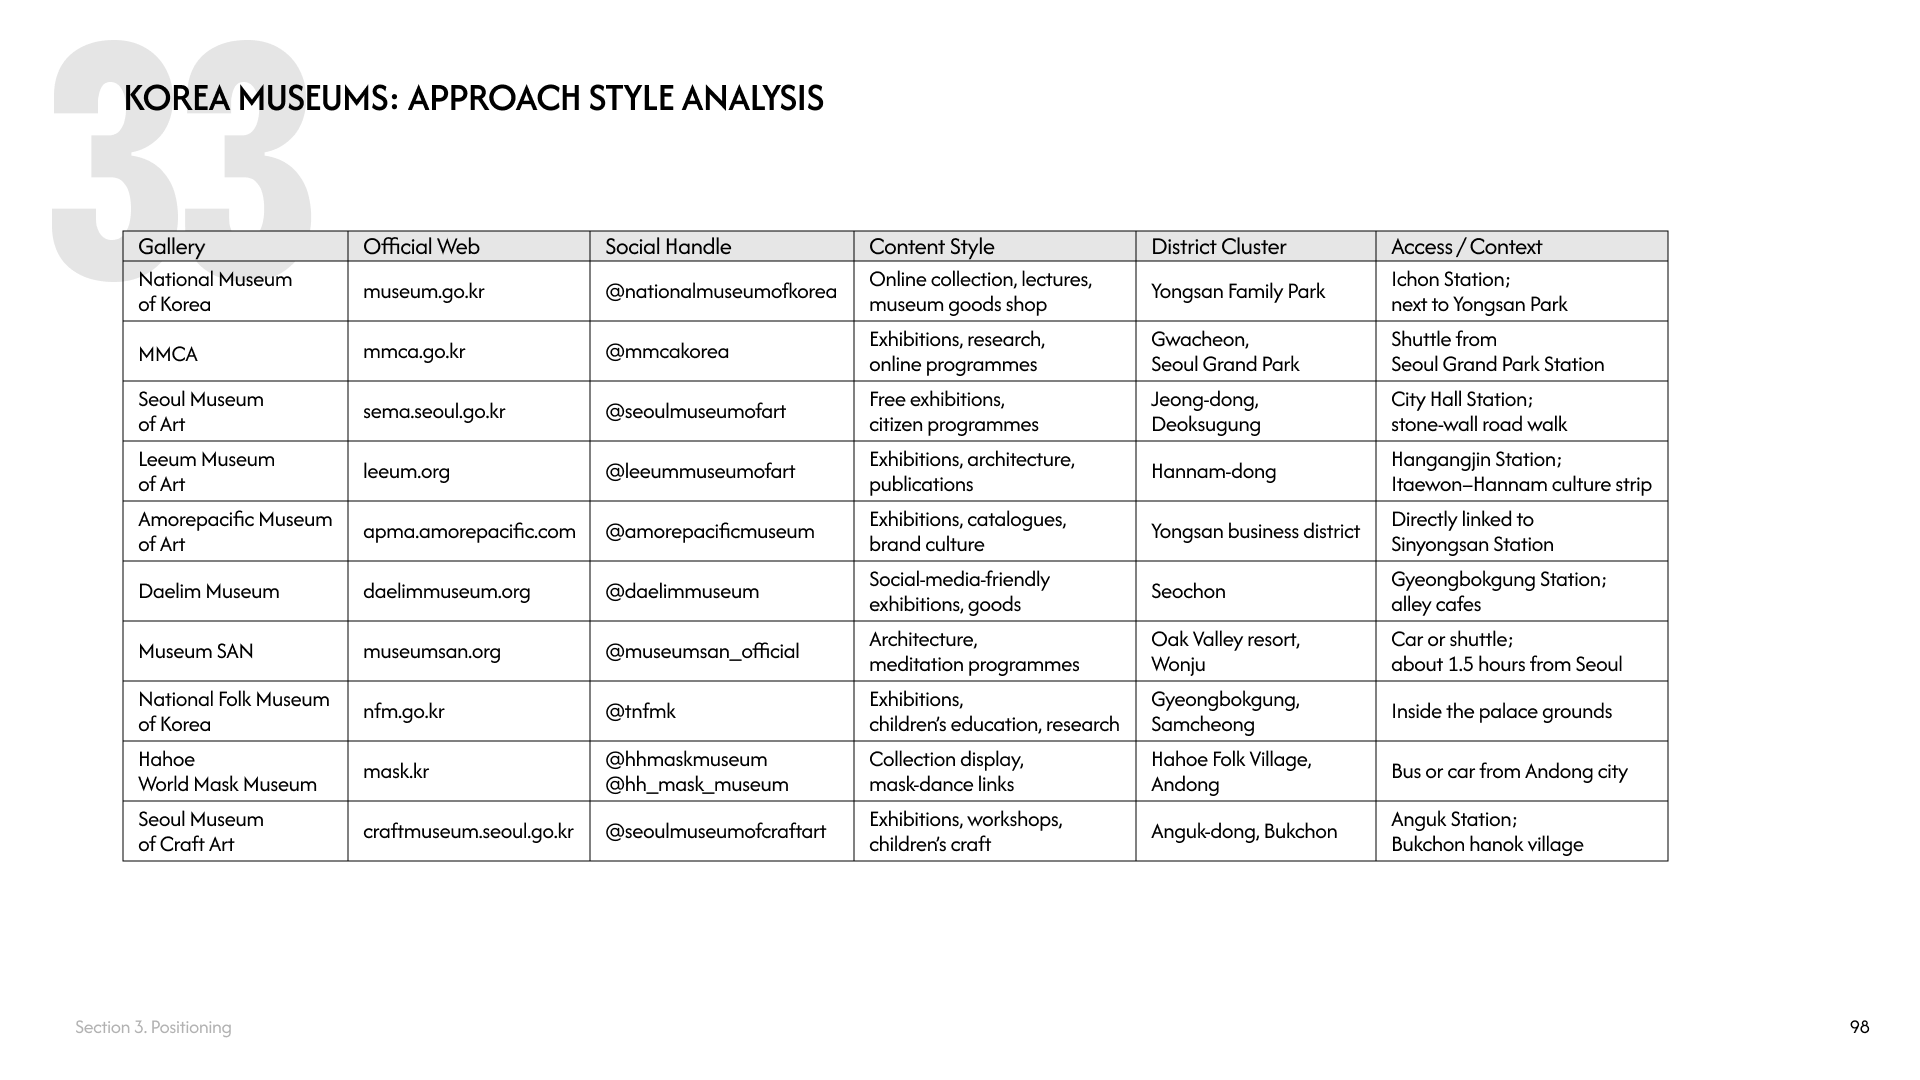 33
KOREA MUSEUMS: APPROACH STYLE ANALYSIS
Gallery
Official Web
Social Handle
Content Style
District Cluster
Access / Context
National Museum
of Korea
museum.go.kr
@nationalmuseumofkorea
Online collection, lectures,
museum goods shop
Yongsan Family Park
Ichon Station;
next to Yongsan Park
MMCA
mmca.go.kr
@mmcakorea
Exhibitions, research,
online programmes
Gwacheon,
Seoul Grand Park
Shuttle from
Seoul Grand Park Station
Seoul Museum
of Art
sema.seoul.go.kr
@seoulmuseumofart
Free exhibitions,
citizen programmes
Jeong-dong,
Deoksugung
City Hall Station;
stone-wall road walk
Leeum Museum
of Art
leeum.org
@leeummuseumofart
Exhibitions, architecture,
publications
Hannam-dong
Hangangjin Station;
Itaewon–Hannam culture strip
Amorepacific Museum
of Art
apma.amorepacific.com
@amorepacificmuseum
Exhibitions, catalogues,
brand culture
Yongsan business district
Directly linked to
Sinyongsan Station
Daelim Museum
daelimmuseum.org
@daelimmuseum
Social-media-friendly
exhibitions, goods
Seochon
Gyeongbokgung Station;
alley cafes
Museum SAN
museumsan.org
@museumsan_official
Architecture,
meditation programmes
Oak Valley resort,
Wonju
Car or shuttle;
about 1.5 hours from Seoul
National Folk Museum
of Korea
nfm.go.kr
@tnfmk
Exhibitions,
children’s education, research
Gyeongbokgung,
Samcheong
Inside the palace grounds
Hahoe
World Mask Museum
mask.kr
@hhmaskmuseum
@hh_mask_museum
Collection display,
mask-dance links
Hahoe Folk Village,
Andong
Bus or car from Andong city
Seoul Museum
of Craft Art
craftmuseum.seoul.go.kr
@seoulmuseumofcraftart
Exhibitions, workshops,
children’s craft
Anguk-dong, Bukchon
Anguk Station;
Bukchon hanok village
Section 3. Positioning
98